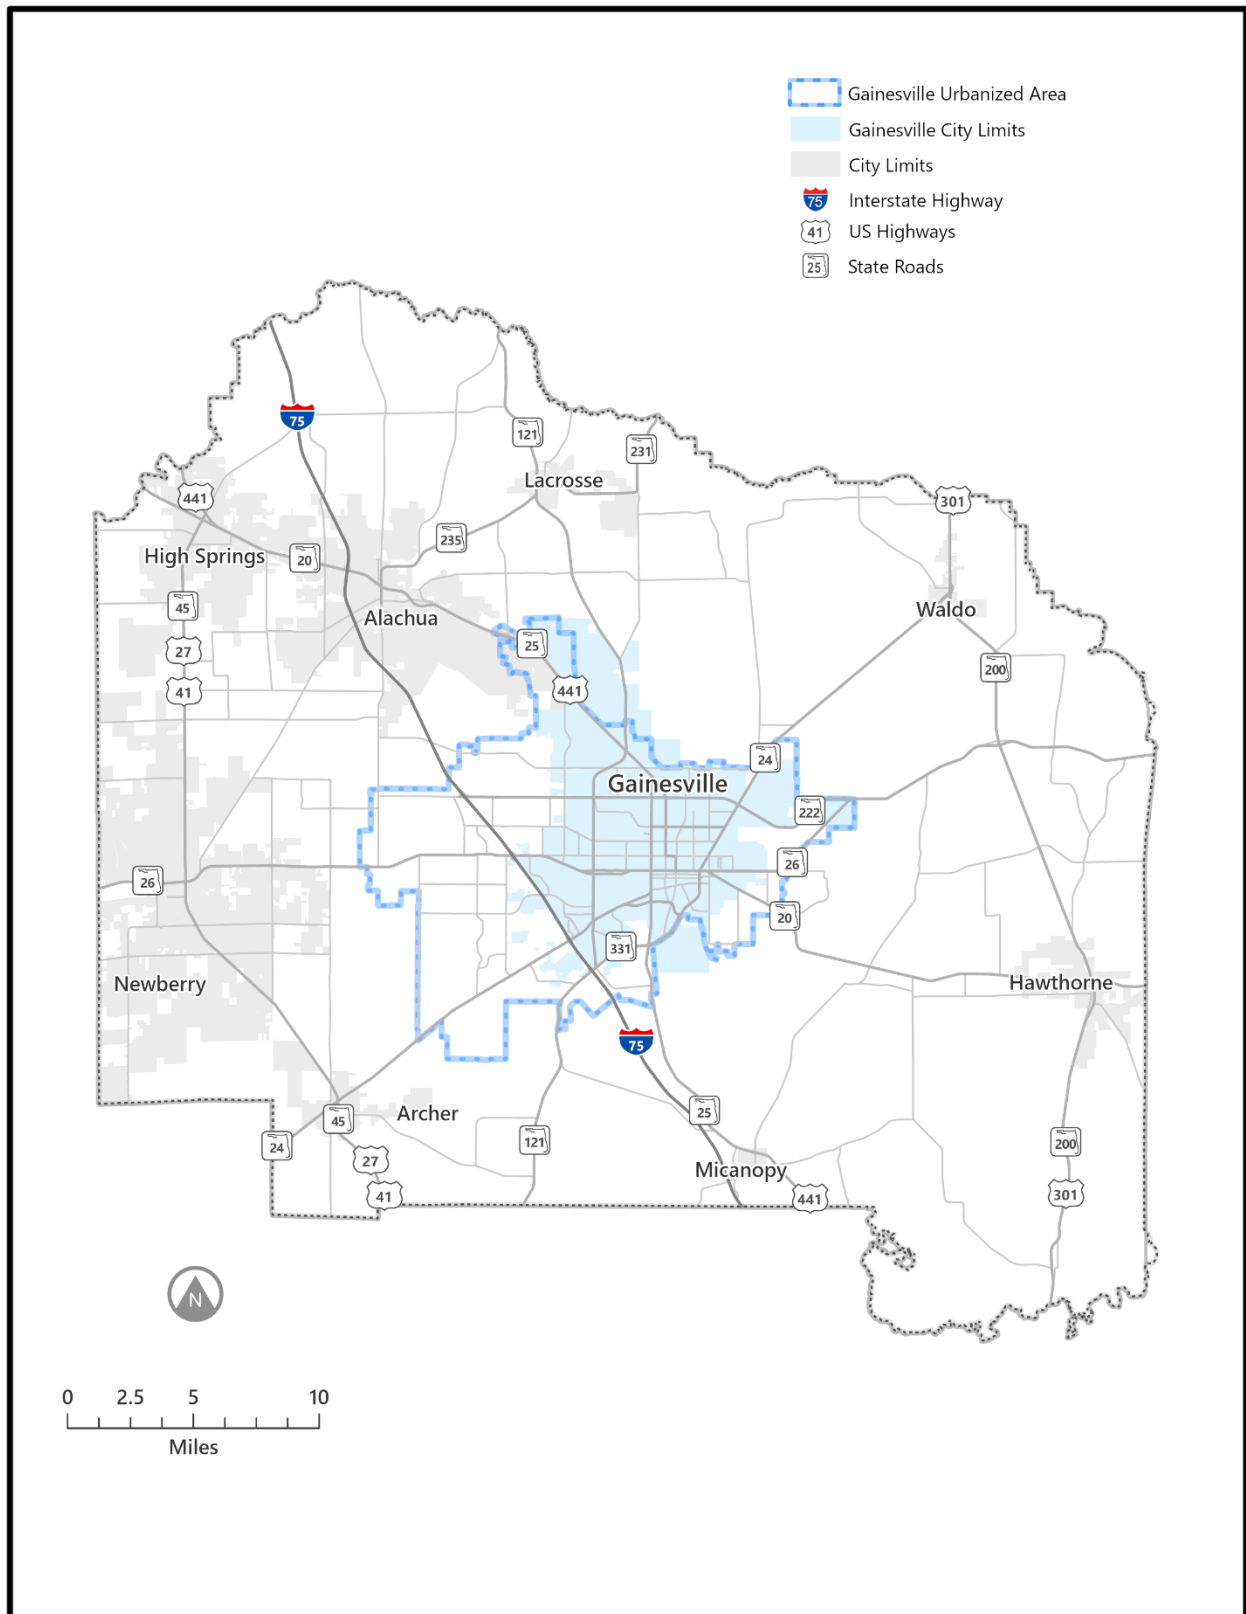 Gainesville Urbanized Area
Gainesville City Limits
City Limits
75 Interstate Highway
41 US Highways
25 State Roads
75
121
231
Lacrosse
441
301
235
High Springs
20
45
Alachua
Waldo
25
27
200
41
441
24
Gainesville
222
26
26
20
331
Newberry
Hawthorne
75
Archer
45
25
24
121
200
27
Micanopy
41
441
301
N
0 2.5 5 10
Miles